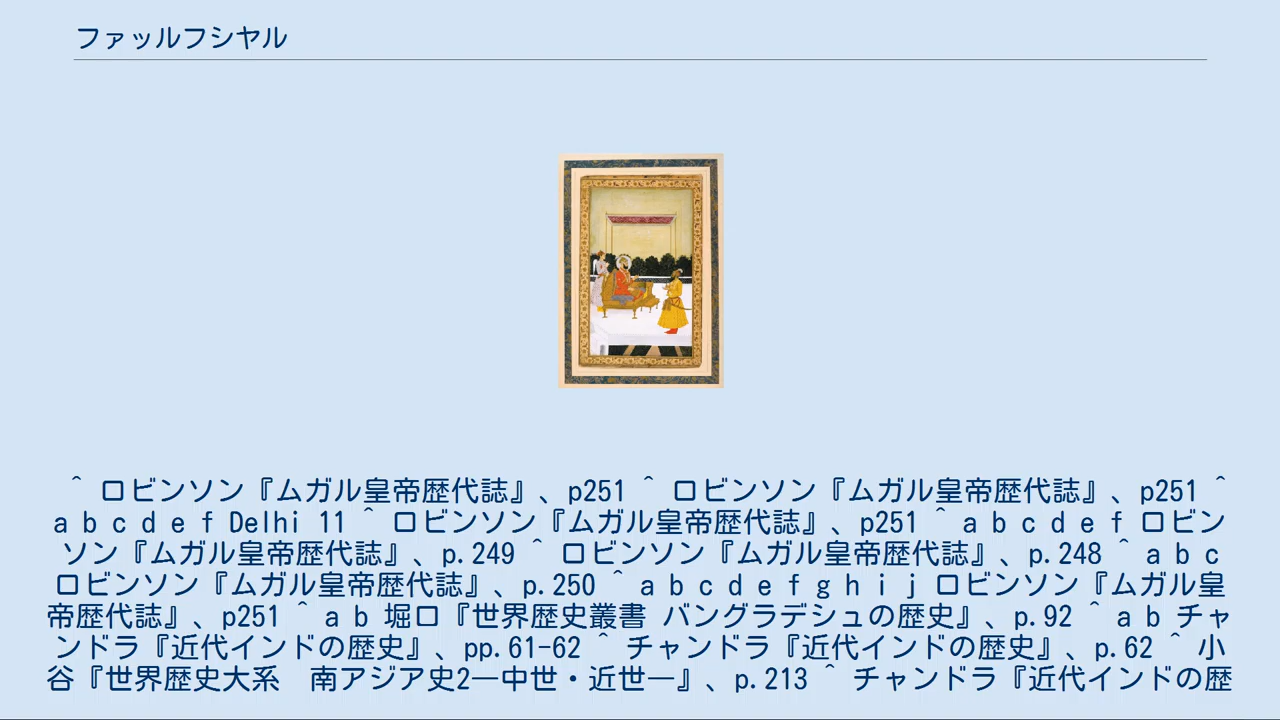 ファッルフシヤル
^ ロビンソン『ムガル皇帝歴代誌』、p251 ^ ロビンソン『ムガル皇帝歴代誌』、p251 ^
a b c d e f Delhi 11 ^ ロビンソン『ムガル皇帝歴代誌』、p251 ^ a b c d e f ロビン
ソン『ムガル皇帝歴代誌』、p.249 ^ ロビンソン『ムガル皇帝歴代誌』、p.248 ^ a b c
ロビンソン『ムガル皇帝歴代誌』、p.250 ^ a b c d e f g h i j ロビンソン『ムガル皇
帝歴代誌』、p251 ^ a b 堀口『世界歴史叢書 バングラデシュの歴史』、p.92 ^ a b チャ
ンドラ『近代インドの歴史』、pp.61-62 ^ チャンドラ『近代インドの歴史』、p.62 ^ 小
谷『世界歴史大系　南アジア史2―中世・近世―』、p.213 ^ チャンドラ『近代インドの歴